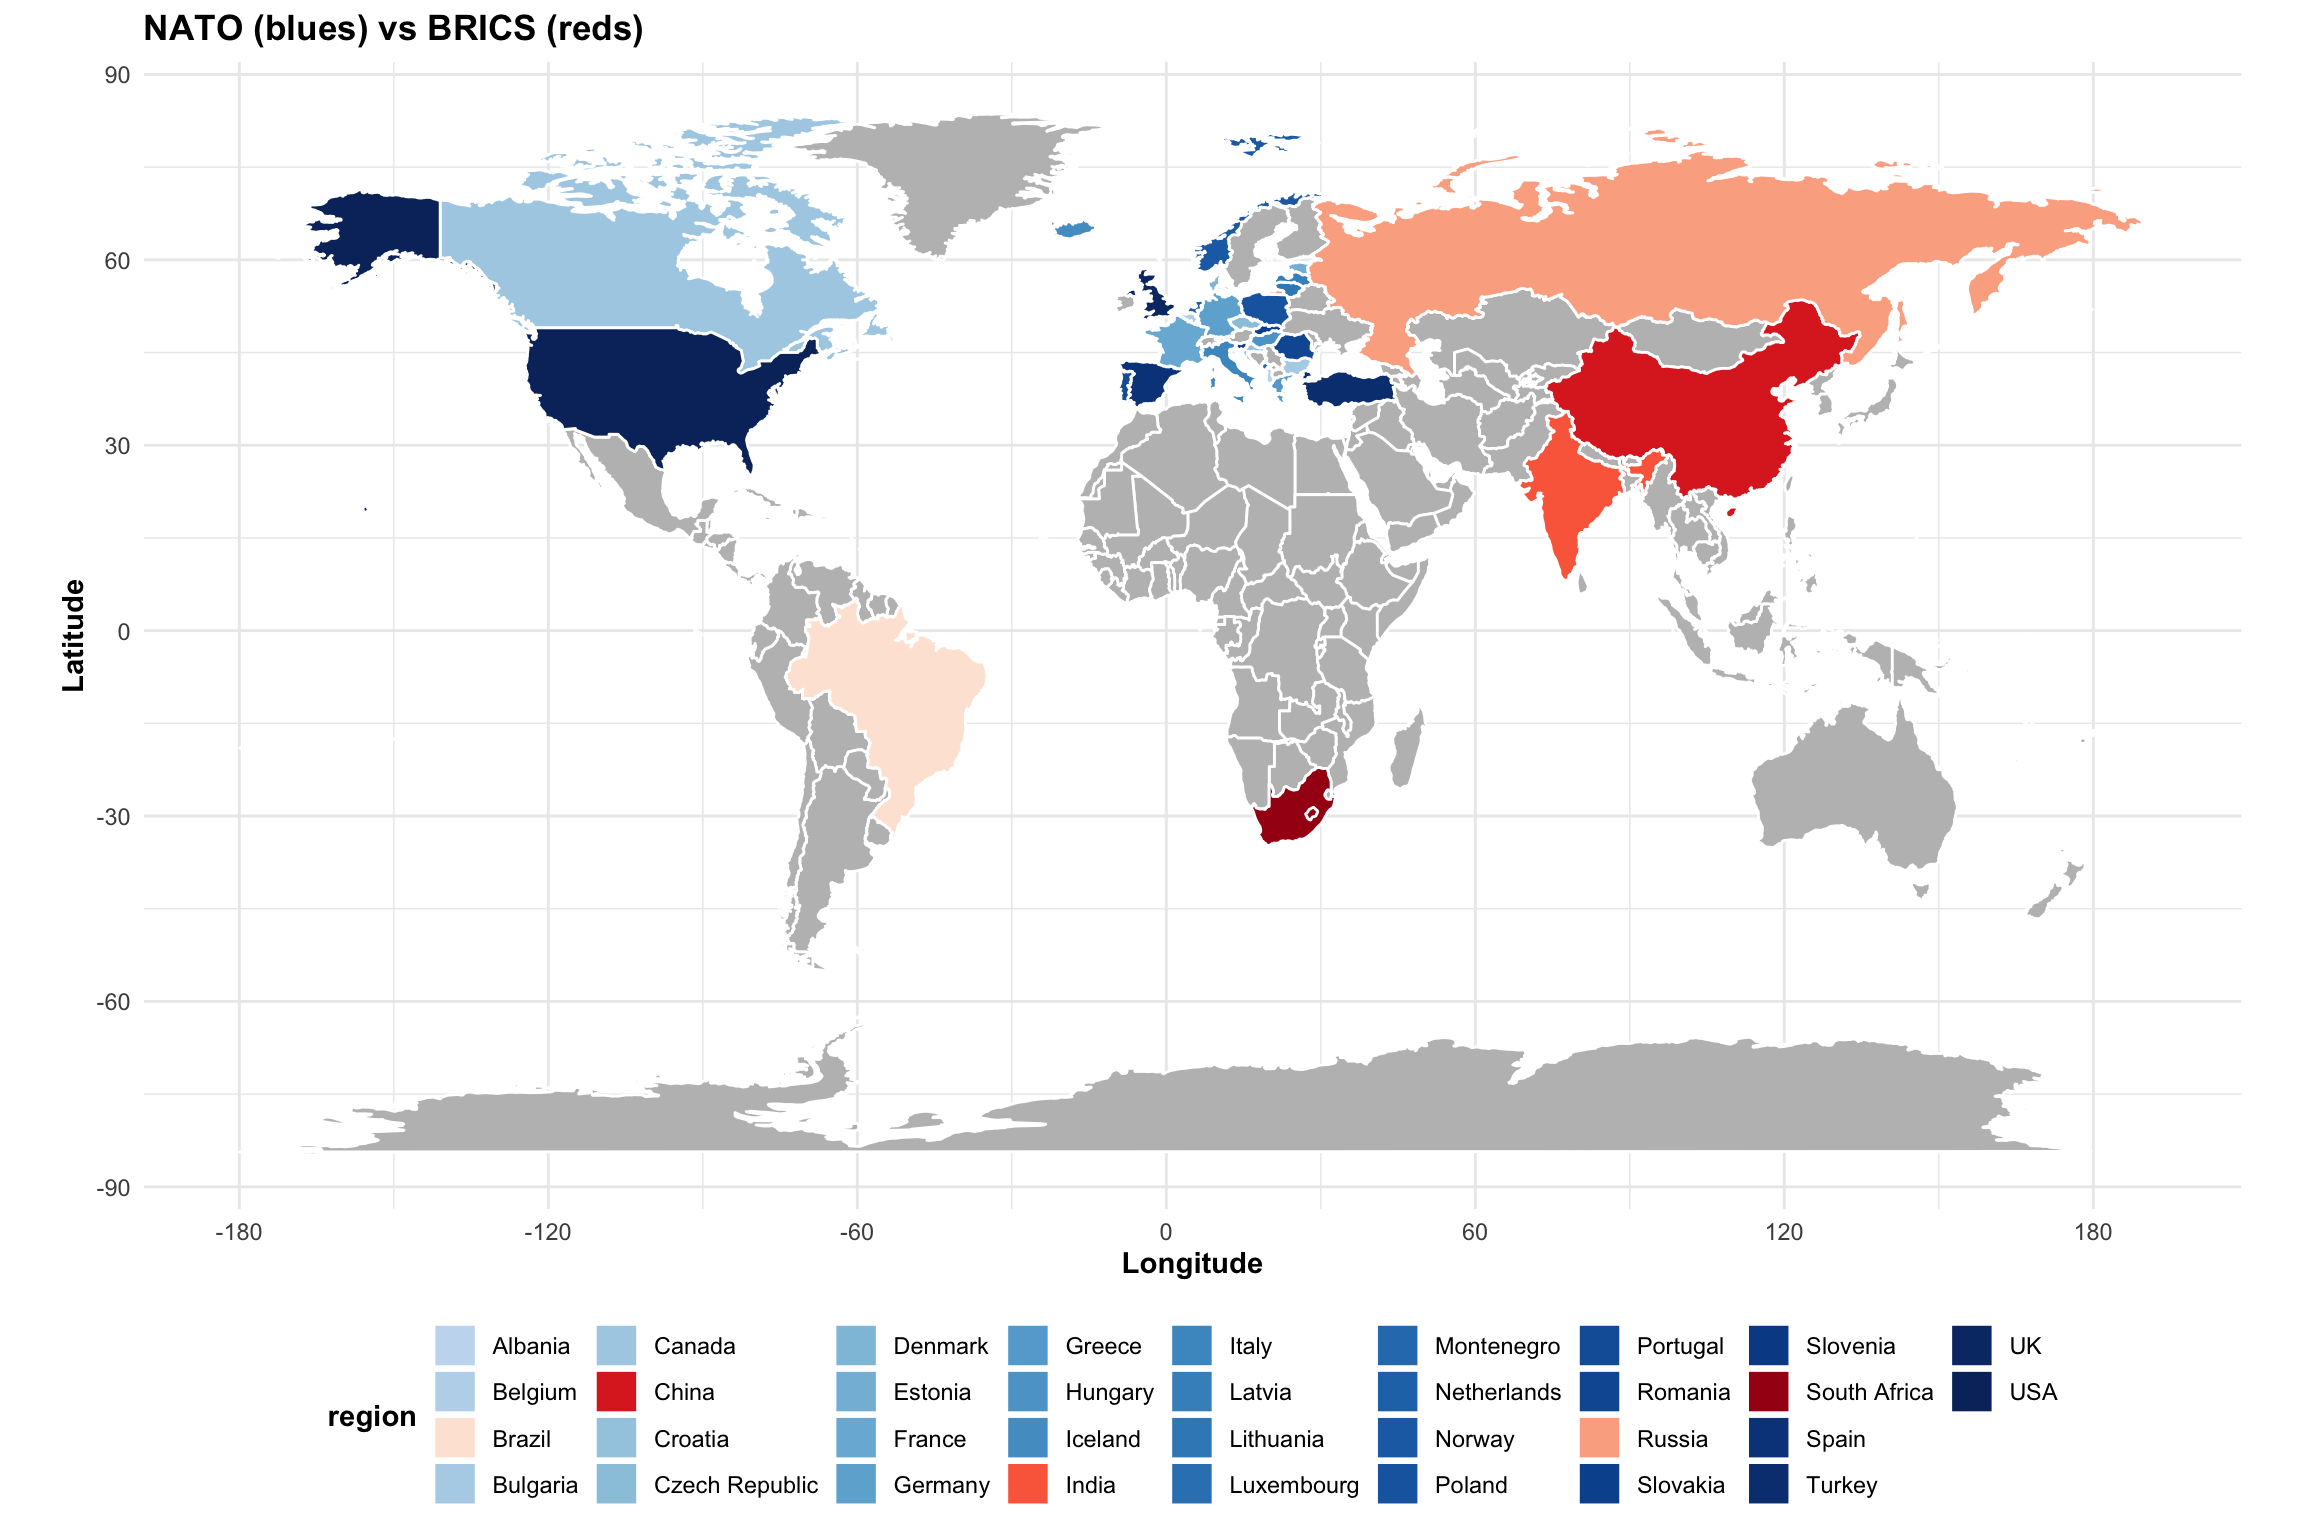 NATO (blues) vs BRICS (reds)
90
60
30
0
-30
-60
-90
Latitude
-180 -120 -60 0 60 120 180
Longitude
region
Albania Canada Denmark Greece Italy Montenegro Portugal Slovenia UK
Belgium China Estonia Hungary Latvia Netherlands Romania South Africa USA
Brazil Croatia France Iceland Lithuania Norway Russia Spain
Bulgaria Czech Republic Germany India Luxembourg Poland Slovakia Turkey